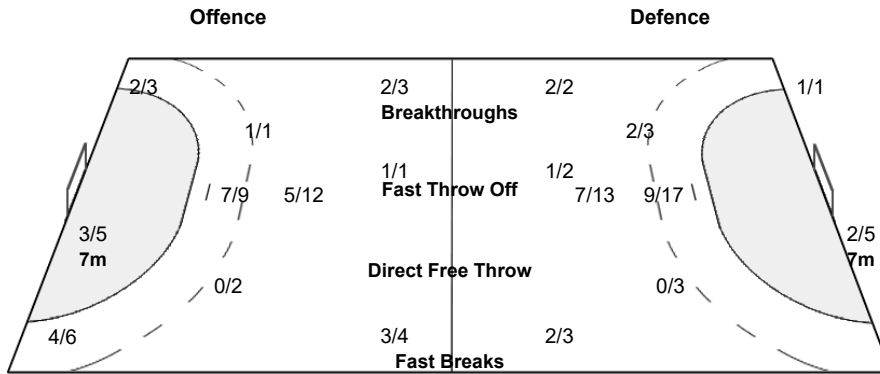 Offence Defence
2/3 2/3 2/2 1/1
Breakthroughs
1/1 2/3
1/1 1/2
7/9 5/12 Fast Throw Off 7/13 9/17
3/5 2/5
7m 7m
Direct Free Throw
0/2 0/3
4/6 3/4 2/3
Fast Breaks